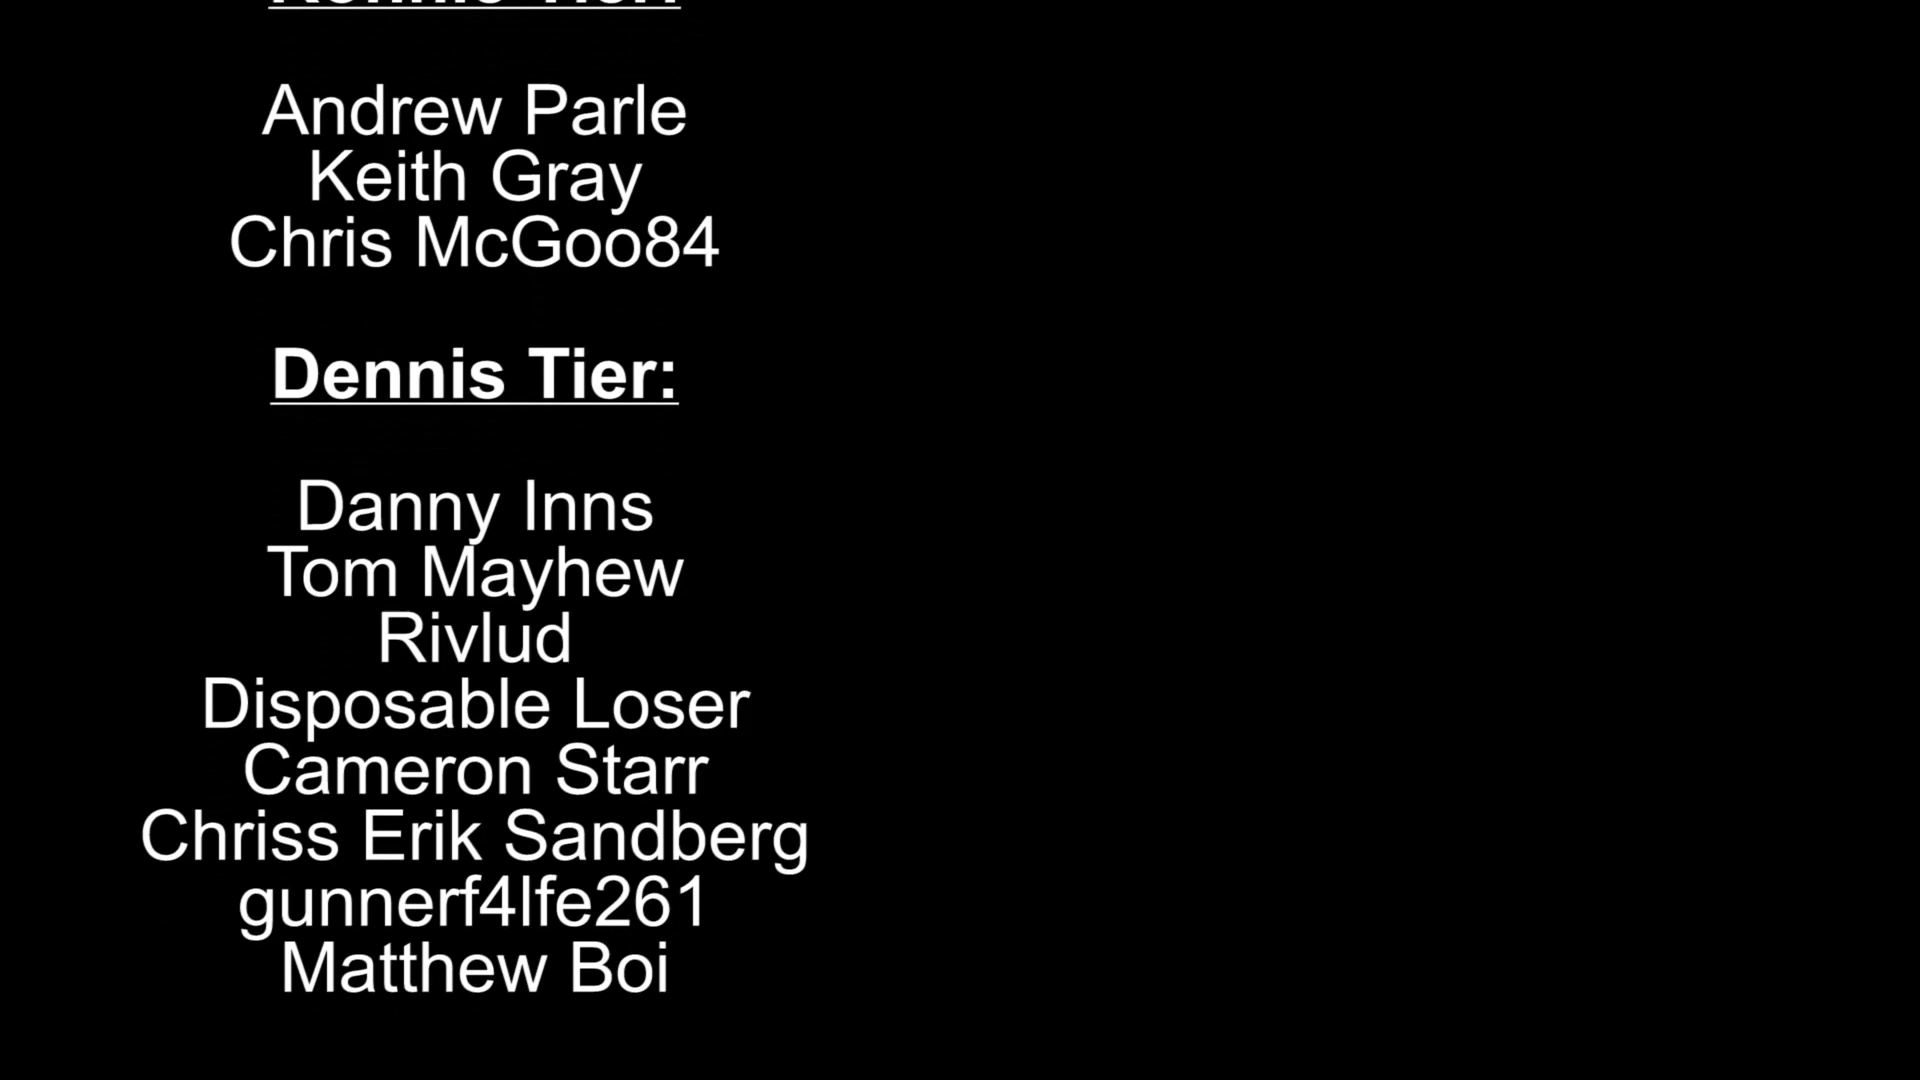 Andrew Parle
Keith Gray
Chris McGoo84
Dennis Tier:
Danny Inns
Tom Mayhew
Rivlud
Disposable Loser
Cameron Starr
Chriss Erik Sandberg
gunnerf4lfe261
Matthew Boi